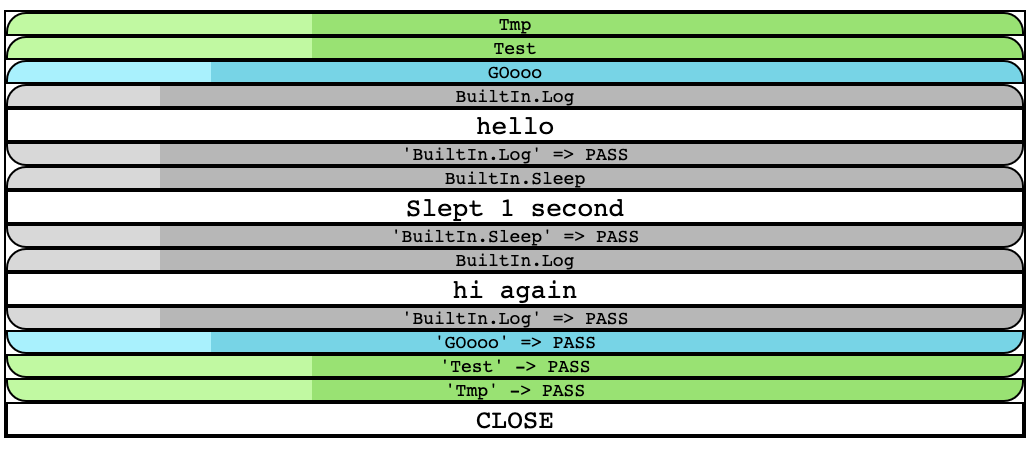 Tmp
Test
GOooo
BuiltIn.Log
hello
'BuiltIn.Log' => PASS
BuiltIn.Sleep
Slept 1 second
'BuiltIn.Sleep' => PASS
BuiltIn.Log
hi again
'BuiltIn.Log' => PASS
'GOooo' => PASS
'Test' -> PASS
'Tmp' -> PASS
CLOSE